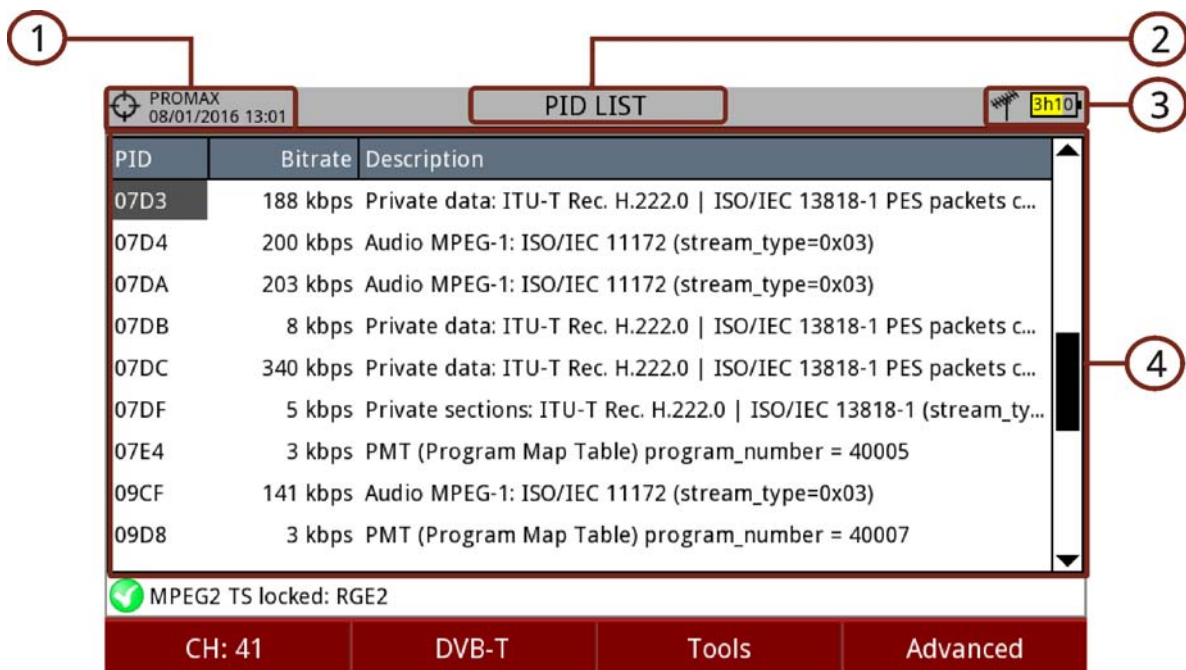 1
2
PROMAX
08/01/2016 13:01
PID LIST
3h10
3
PID Bitrate Description
07D3 188 kbps Private data: ITU-T Rec. H.222.0 | ISO/IEC 13818-1 PES packets c...
07D4 200 kbps Audio MPEG-1: ISO/IEC 11172 (stream_type=0x03)
07DA 203 kbps Audio MPEG-1: ISO/IEC 11172 (stream_type=0x03)
07DB 8 kbps Private data: ITU-T Rec. H.222.0 | ISO/IEC 13818-1 PES packets c...
07DC 340 kbps Private data: ITU-T Rec. H.222.0 | ISO/IEC 13818-1 PES packets c...
4
07DF 5 kbps Private sections: ITU-T Rec. H.222.0 | ISO/IEC 13818-1 (stream_ty...
07E4 3 kbps PMT (Program Map Table) program_number = 40005
09CF 141 kbps Audio MPEG-1: ISO/IEC 11172 (stream_type=0x03)
09D8 3 kbps PMT (Program Map Table) program_number = 40007
MPEG2 TS locked: RGE2
CH: 41 DVB-T Tools Advanced